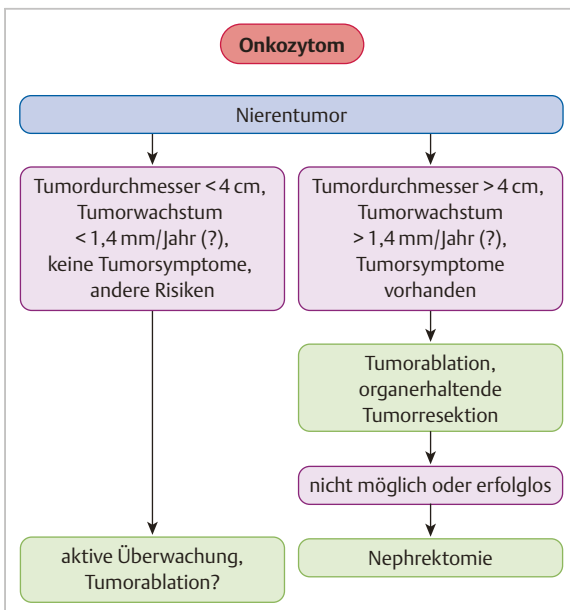 Onkozytom
Nierentumor
Tumordurchmesser < 4 cm,
Tumorwachstum
< 1,4 mm/Jahr (?),
keine Tumorsymptome,
andere Risiken
Tumordurchmesser > 4 cm,
Tumorwachstum
> 1,4 mm/Jahr (?),
Tumorsymptome
vorhanden
Tumorablation,
organerhaltende
Tumorresektion
nicht möglich oder erfolglos
aktive Überwachung,
Tumorablation?
Nephrektomie